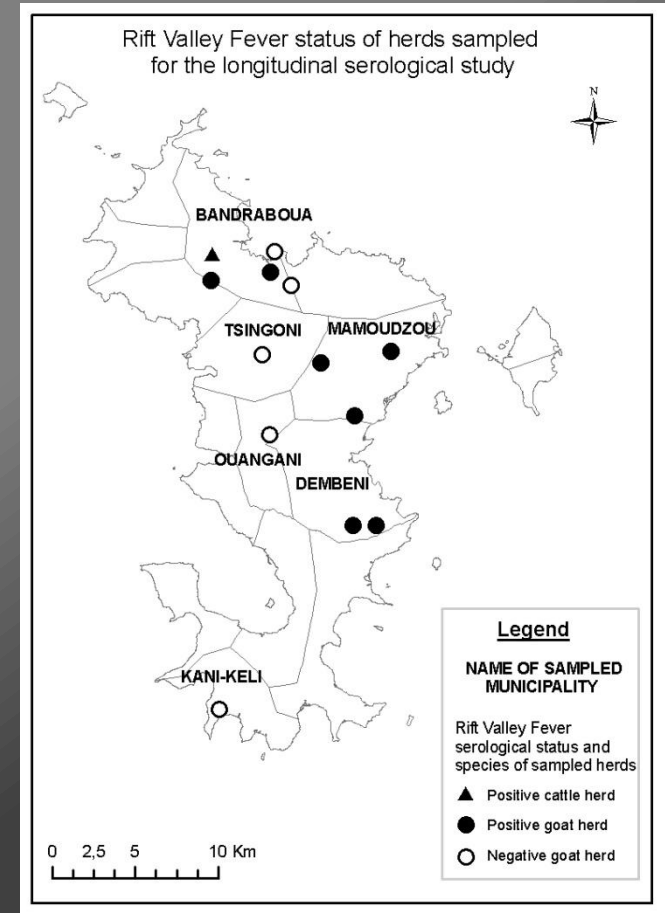 Rift Valley Fever status of herds sampled
for the longitudinal serological study
N
BANDRABOUA
TSINGONI
MAMOUDZOU
OUANGANI
DEMBENI
KANI-KELI
Legend
NAME OF SAMPLED
MUNICIPALITY
Rift Valley Fever
serological status and
species of sampled herds
Positive cattle herd
Positive goat herd
Negative goat herd
0 2,5 5 10 Km